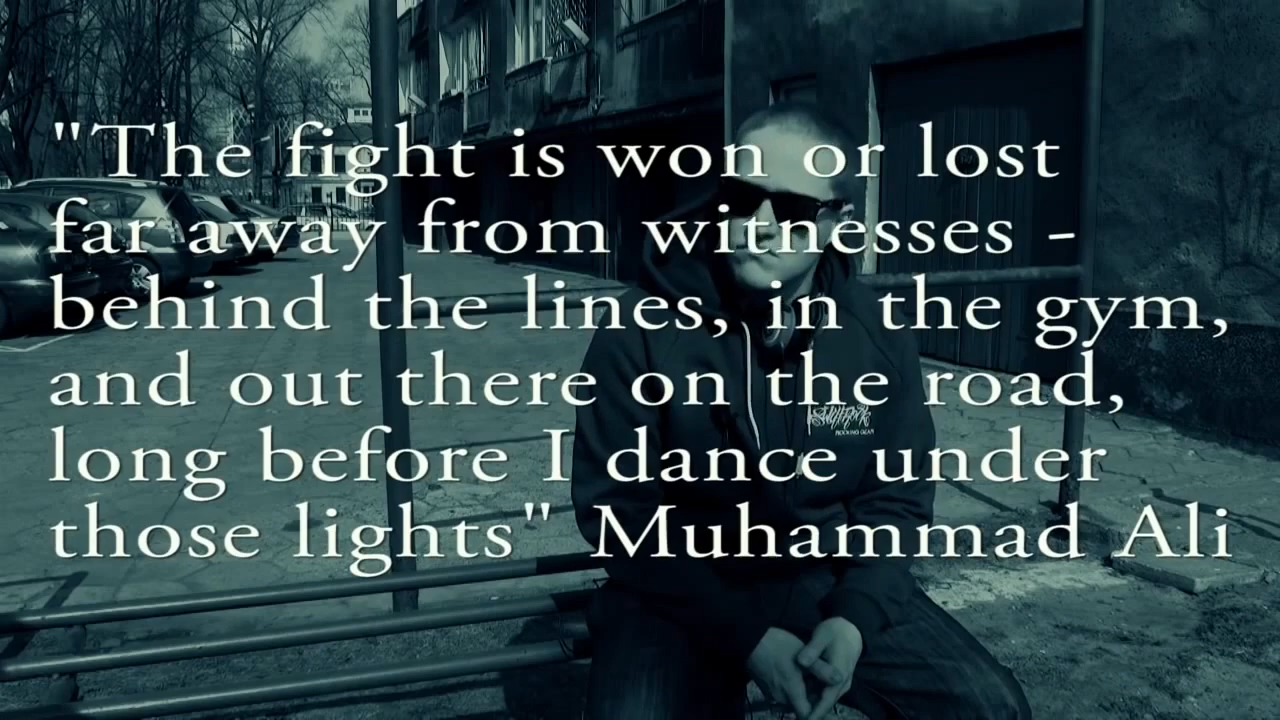 "The fight is won or lost
far away from witnesses -
behind the lines, in the gym,
and out there on the road,
long before I dance under
those lights" Muhammad Ali